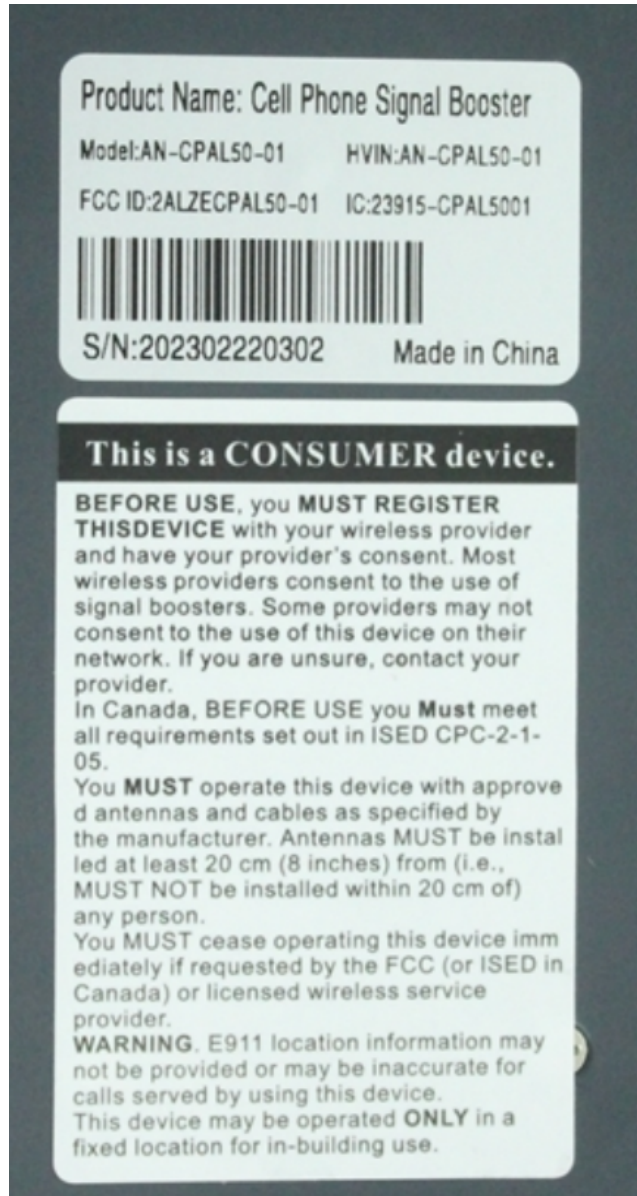 Product Name: Cell Phone Signal Booster
Model:AN-CPAL50-01 HVIN:AN-CPAL50-01
FCC ID:2ALZECPAL50-01 IC:23915-CPAL5001
S/N:202302220302 Made in China
This is a CONSUMER device.
BEFORE USE, you MUST REGISTER
THISDEVICE with your wireless provider
and have your provider's consent. Most
wireless providers consent to the use of
signal boosters. Some providers may not
consent to the use of this device on their
network. If you are unsure, contact your
provider.
In Canada, BEFORE USE you Must meet
all requirements set out in ISED CPC-2-1-
05.
You MUST operate this device with approve
d antennas and cables as specified by
the manufacturer. Antennas MUST be instal
led at least 20 cm (8 inches) from (i.e.,
MUST NOT be installed within 20 cm of)
any person.
You MUST cease operating this device imm
ediately if requested by the FCC (or ISED in
Canada) or licensed wireless service
provider.
WARNING. E911 location information may
not be provided or may be inaccurate for
calls served by using this device.
This device may be operated ONLY in a
fixed location for in-building use.